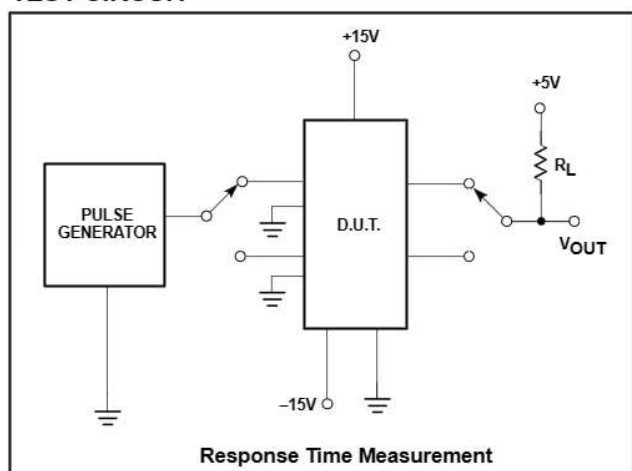 TEST CIRCUIT
+15V
+5V
RL
PULSE
GENERATOR
D.U.T.
VOUT
–15V
Response Time Measurement